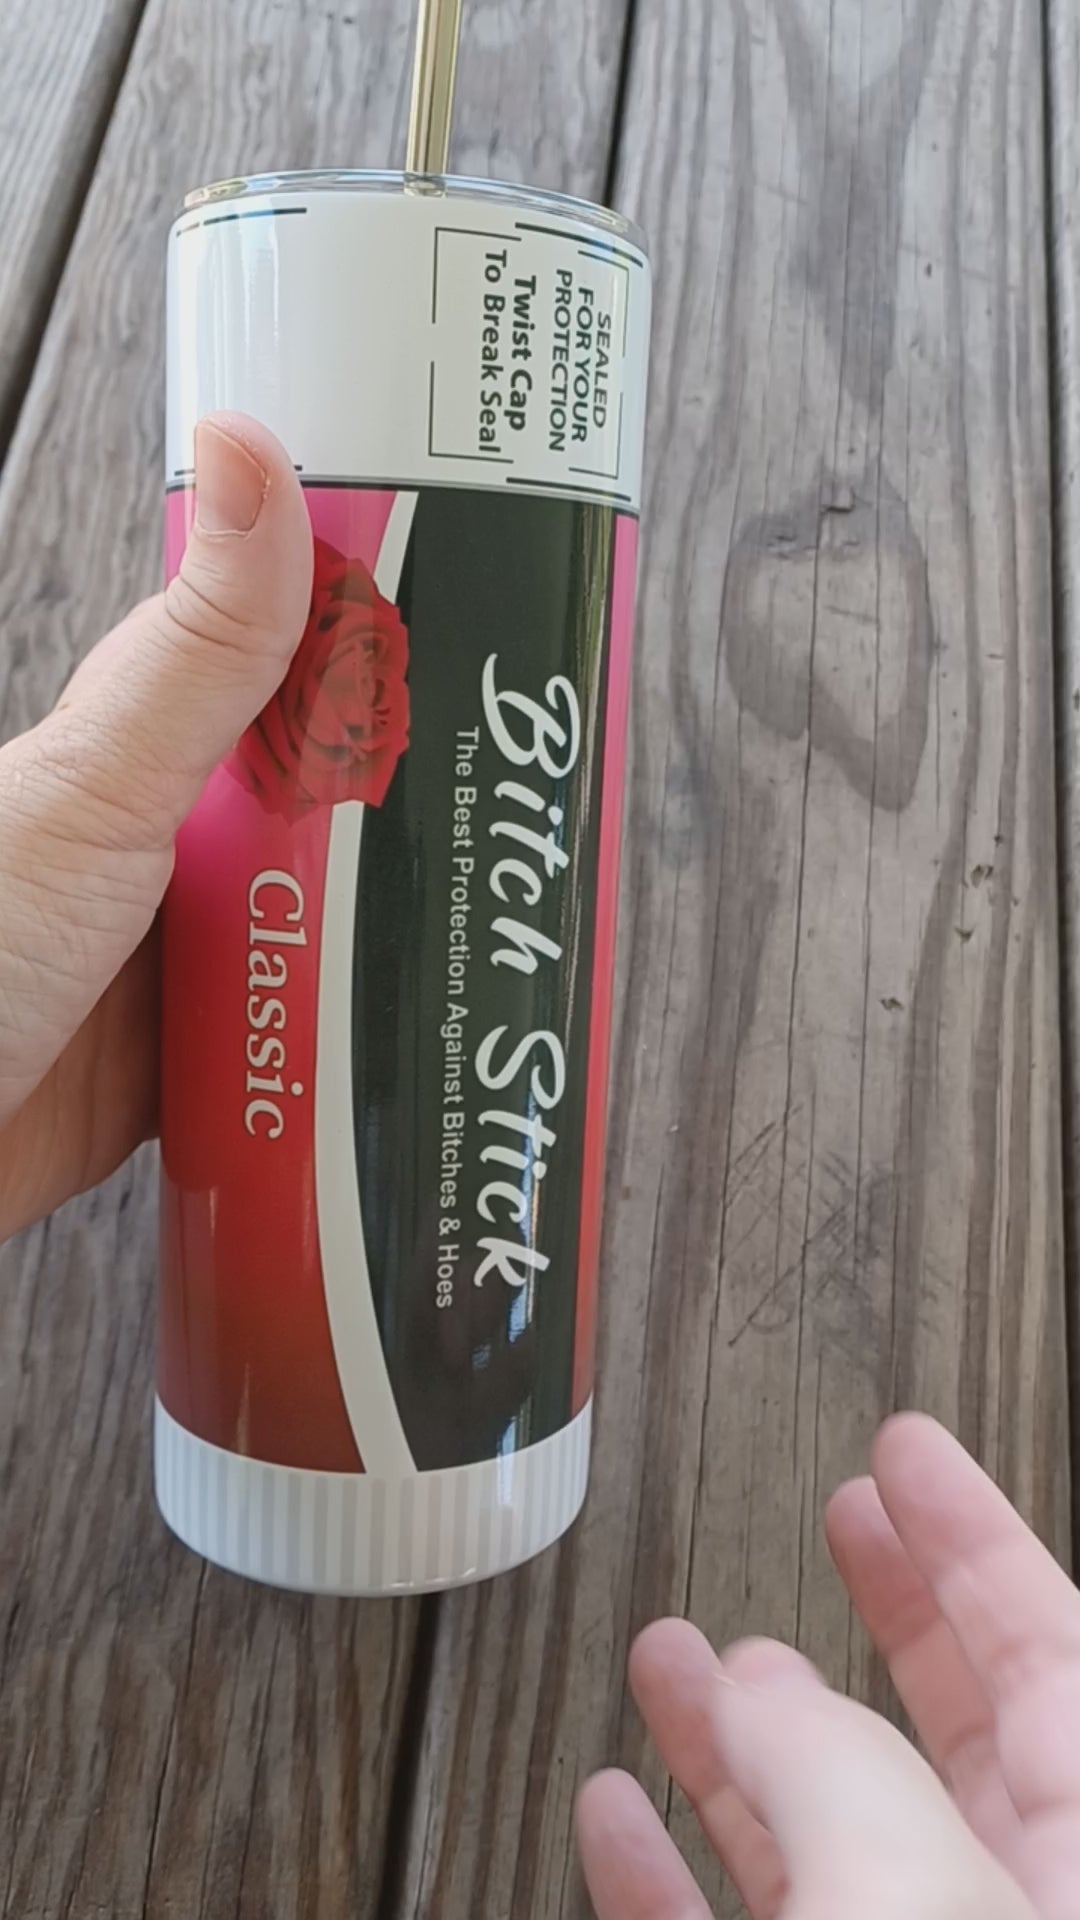 SEALED
FOR YOUR
PROTECTION
Twist Cap
To Break Seal
Bitch Stick
The Best Protection Against Bitches & Hoes
Classic